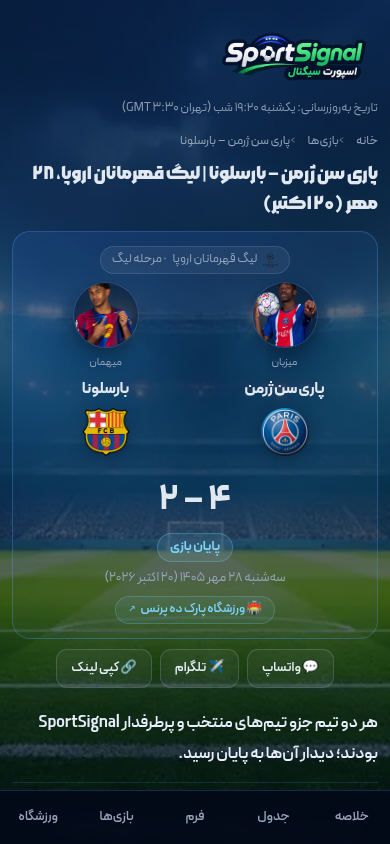 SportSignal
اسپورت سیگنال
تاریخ به‌روزرسانی: یکشنبه ۱۹:۲۰ شب (تهران GMT ۳:۳۰)
خانه › بازی‌ها › پاری سن ژرمن – بارسلونا
پاری سن ژرمن – بارسلونا | لیگ قهرمانان اروپا، ۲۸
مهر (۲۰ اکتبر)
لیگ قهرمانان اروپا · مرحله لیگ
میزبان
میهمان
پاری سن ژرمن
بارسلونا
PARIS
FCB
۴ – ۲
پایان بازی
سه‌شنبه ۲۸ مهر ۱۴۰۵ (۲۰ اکتبر ۲۰۲۶)
🏟️ ورزشگاه پارک ده پرنس ↗
💬 واتساپ
✈️ تلگرام
🔗 کپی لینک
هر دو تیم جزو تیم‌های منتخب و پرطرفدار SportSignal
بودند؛ دیدار آن‌ها به پایان رسید.
خلاصه
جدول
فرم
بازی‌ها
ورزشگاه